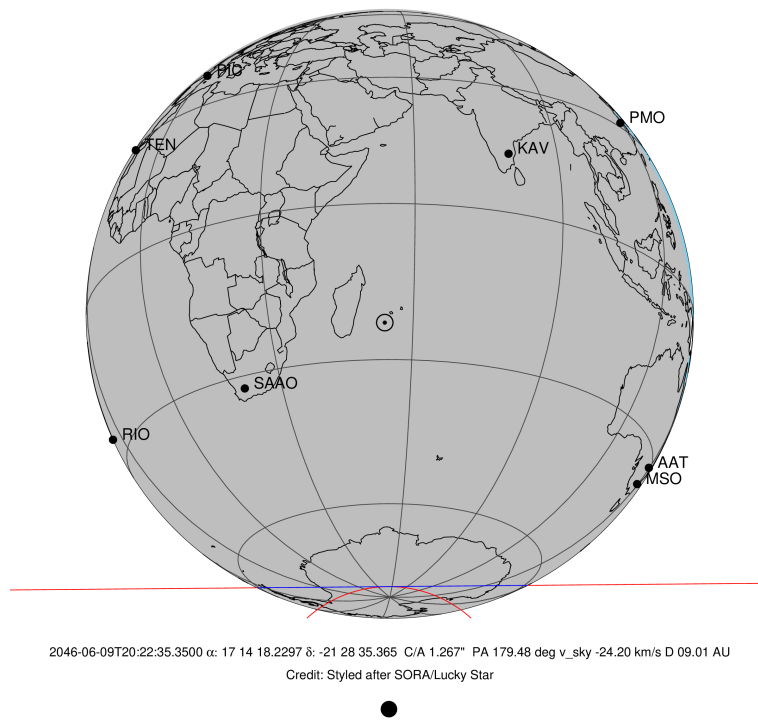 PIC
PMO
TEN
KAV
SAAO
RIO
AAT
MSO
2046-06-09T20:22:35.3500 α: 17 14 18.2297 δ: -21 28 35.365 C/A 1.267" PA 179.48 deg v_sky -24.20 km/s D 09.01 AU
Credit: Styled after SORA/Lucky Star